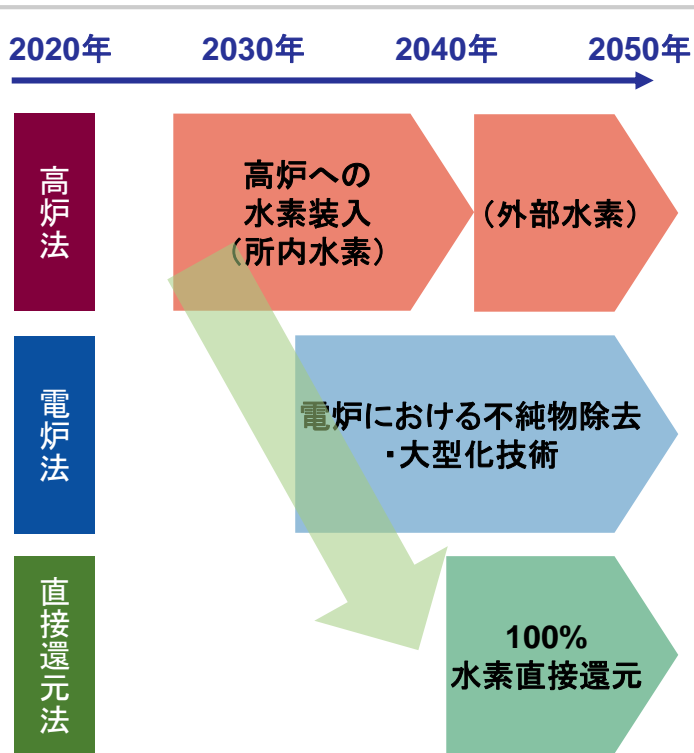 2020年 2030年 2040年 2050年
高炉法
高炉への
水素装入
（所内水素）
（外部水素）
電炉法
電炉における不純物除去
・大型化技術
直接還元法
100%
水素直接還元